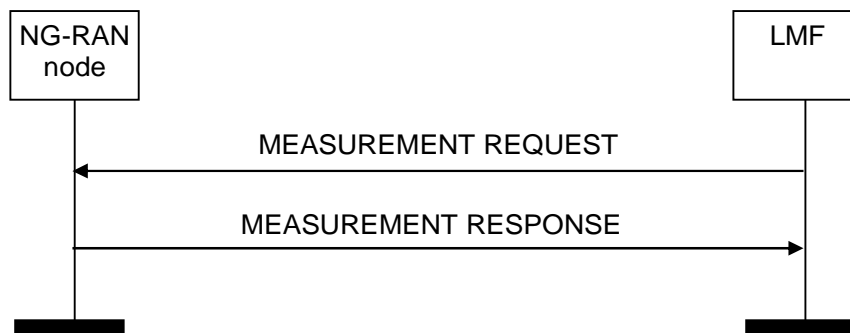 NG-RAN
node
LMF
MEASUREMENT REQUEST
MEASUREMENT RESPONSE